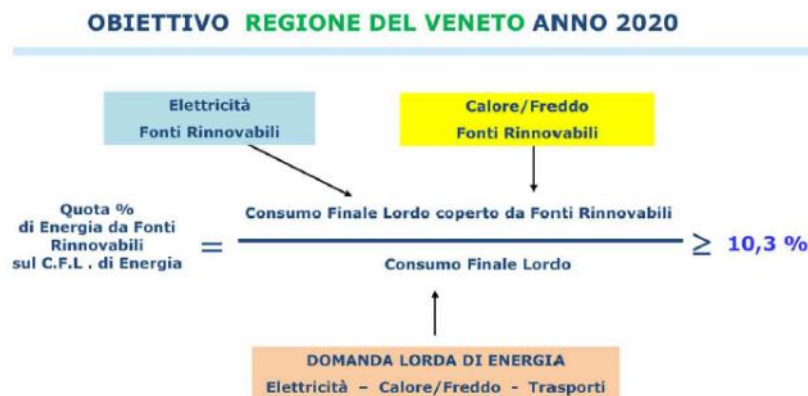 OBIETTIVO REGIONE DEL VENETO ANNO 2020
Elettricità
Fonti Rinnovabili
Calore/Freddo
Fonti Rinnovabili
Quota %
di Energia da Fonti
Rinnovabili
sul C.F.L . di Energia
=
Consumo Finale Lordo coperto da Fonti Rinnovabili
Consumo Finale Lordo
≥ 10,3 %
DOMANDA LORDA DI ENERGIA
Elettricità – Calore/Freddo - Trasporti